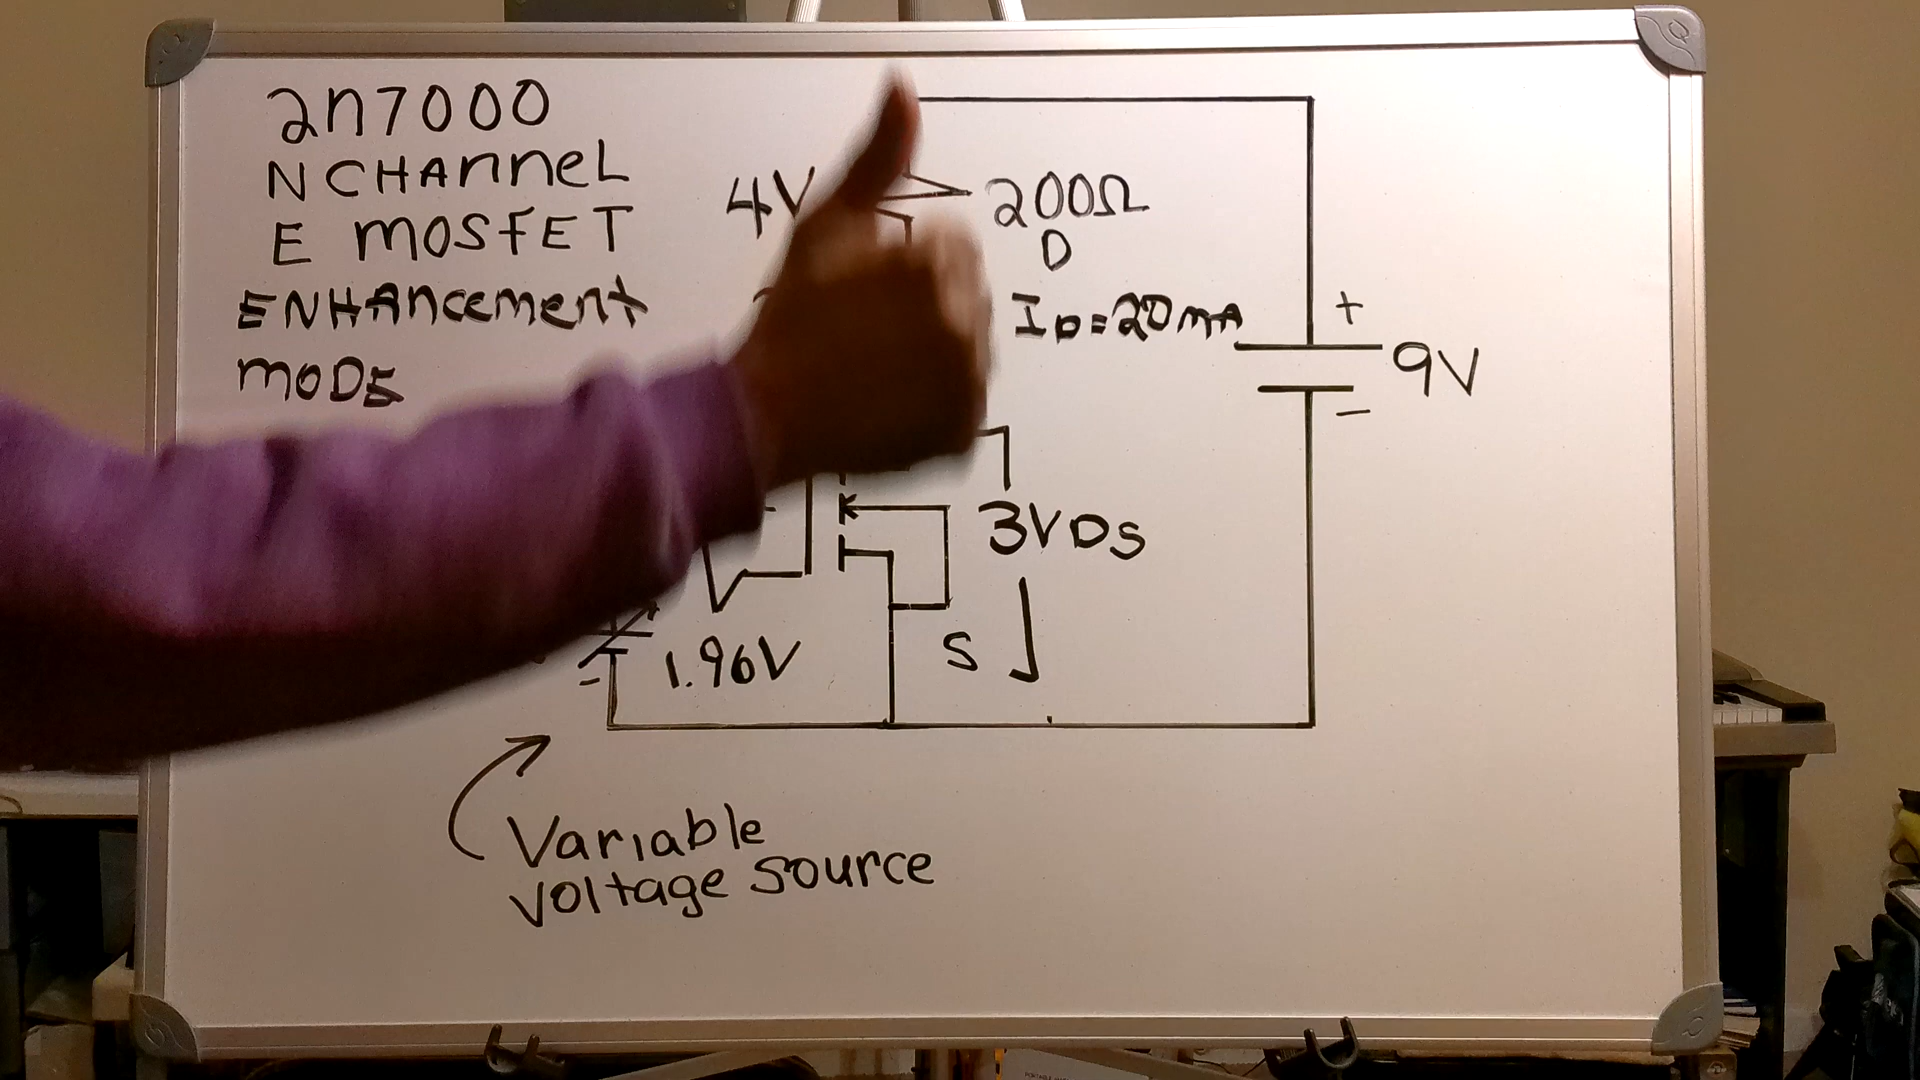 2n7000
NCHAnneL
E mOSFET
ENHAncement
mODE
4V
200Ω
D
ID=20mA
+
9V
-
3VDS
1.96V
-
S
Variable
voltage source